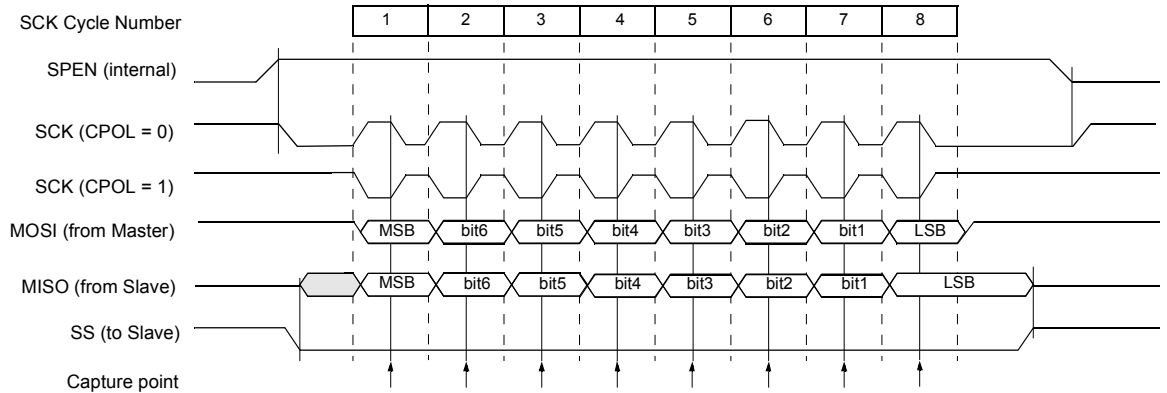 SCK Cycle Number 1 2 3 4 5 6 7 8
SPEN (internal)
SCK (CPOL = 0)
SCK (CPOL = 1)
MOSI (from Master) MSB bit6 bit5 bit4 bit3 bit2 bit1 LSB
MISO (from Slave) MSB bit6 bit5 bit4 bit3 bit2 bit1 LSB
SS (to Slave)
Capture point